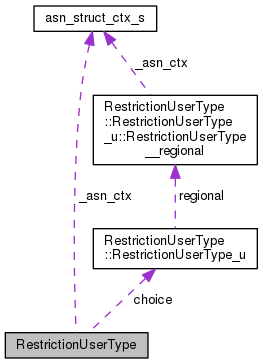 asn_struct_ctx_s
_asn_ctx
RestrictionUserType
::RestrictionUserType
_u::RestrictionUserType
__regional
_asn_ctx
regional
RestrictionUserType
::RestrictionUserType_u
choice
RestrictionUserType